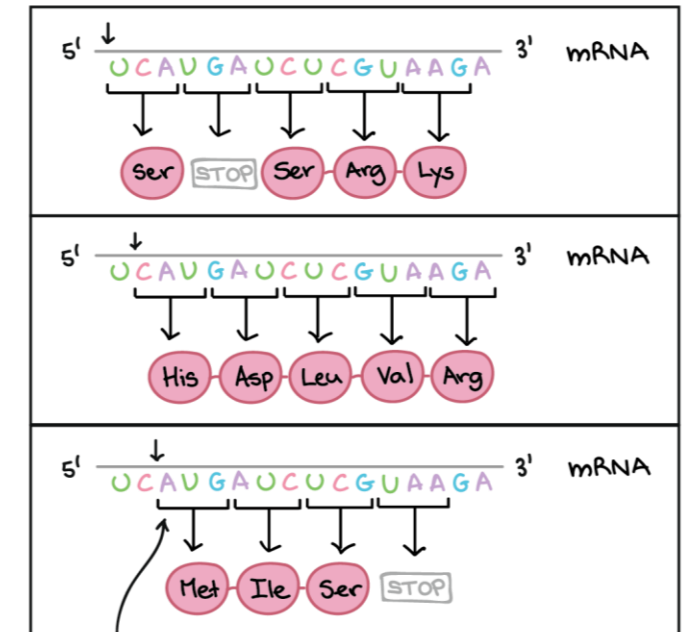 5' UCAUGAUCUCGUAAGA 3' mRNA
Ser STOP Ser Arg Lys
5' UCAUGAUCUCGUAAGA 3' mRNA
His Asp Leu Val Arg
5' UCAUGAUCUCGUAAGA 3' mRNA
Met Ile Ser STOP